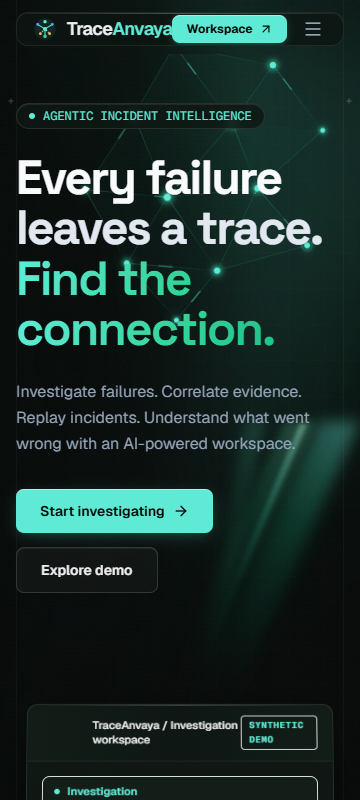 TraceAnvaya
Workspace
AGENTIC INCIDENT INTELLIGENCE
Every failure
leaves a trace.
Find the
connection.
Investigate failures. Correlate evidence.
Replay incidents. Understand what went
wrong with an AI-powered workspace.
Start investigating
Explore demo
TraceAnvaya / Investigation
workspace
SYNTHETIC
DEMO
Investigation